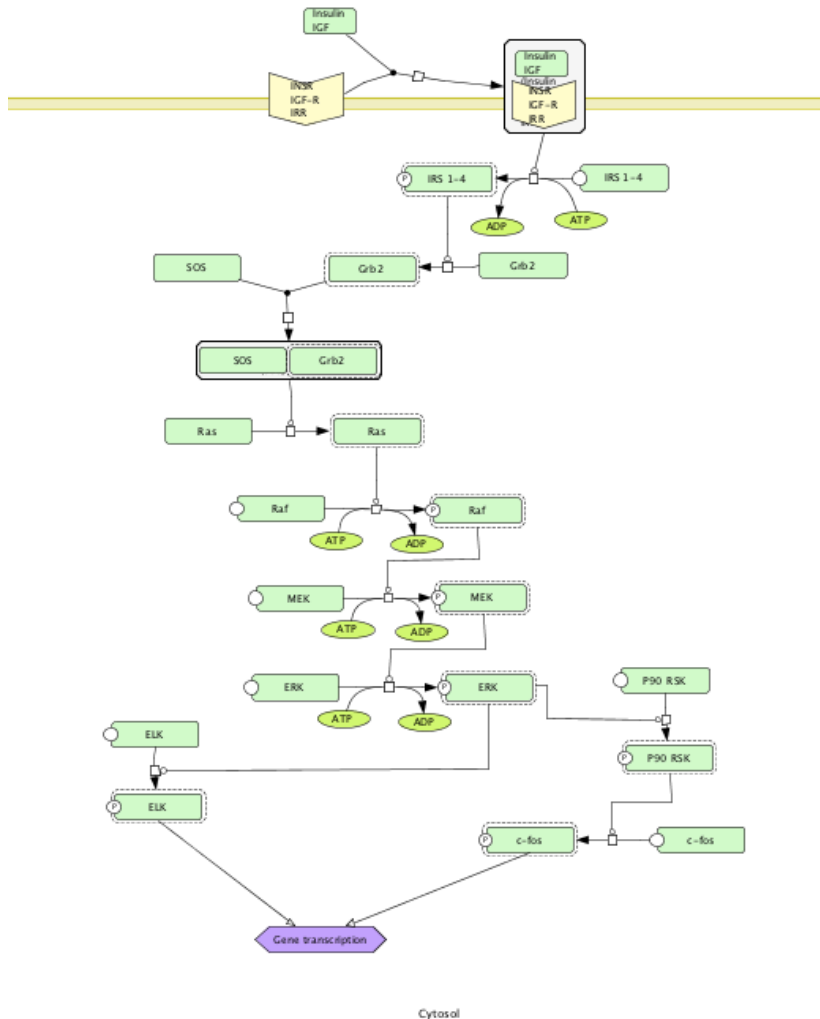 Insulin
IGF
INSR
IGF-R
IRR
Insulin
IGF
INSR
IGF-R
IRR
P
IRS 1-4
IRS 1-4
ADP
ATP
SOS
Grb2
Grb2
SOS
Grb2
Ras
Ras
Raf
P
Raf
ATP
ADP
MEK
P
MEK
ATP
ADP
ERK
P
ERK
P90 RSK
ATP
ADP
ELK
P
P90 RSK
P
ELK
P
c-fos
c-fos
Gene transcription
Cytosol